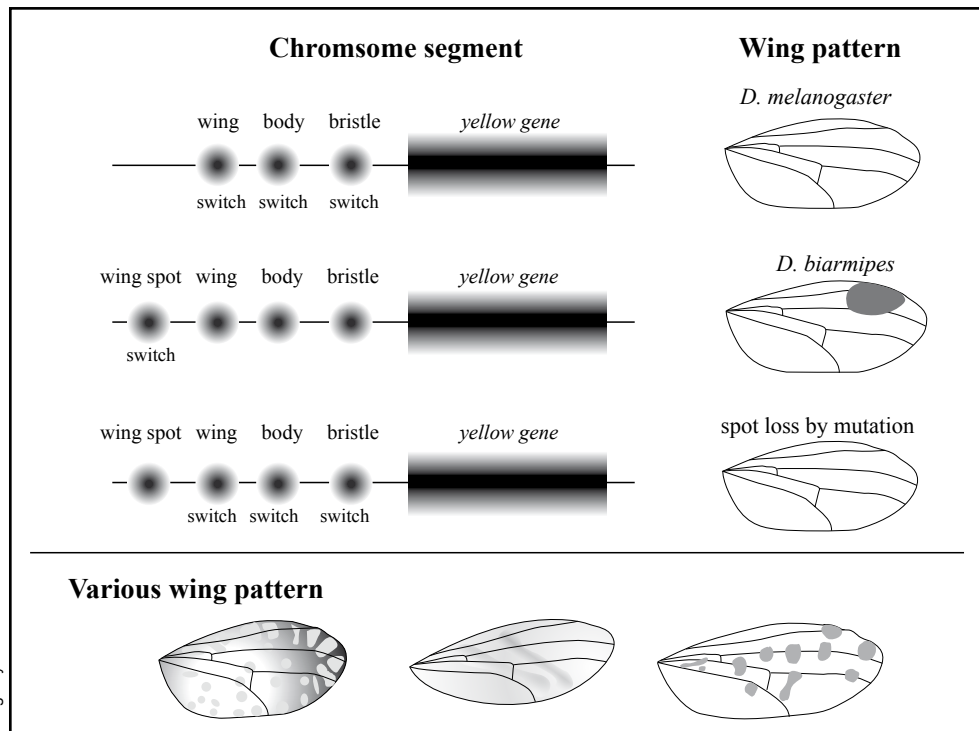 Chromsome segment
Wing pattern
D. melanogaster
wing body bristle yellow gene
switch switch switch
D. biarmipes
wing spot wing body bristle yellow gene
switch
spot loss by mutation
wing spot wing body bristle yellow gene
switch switch switch
Various wing pattern